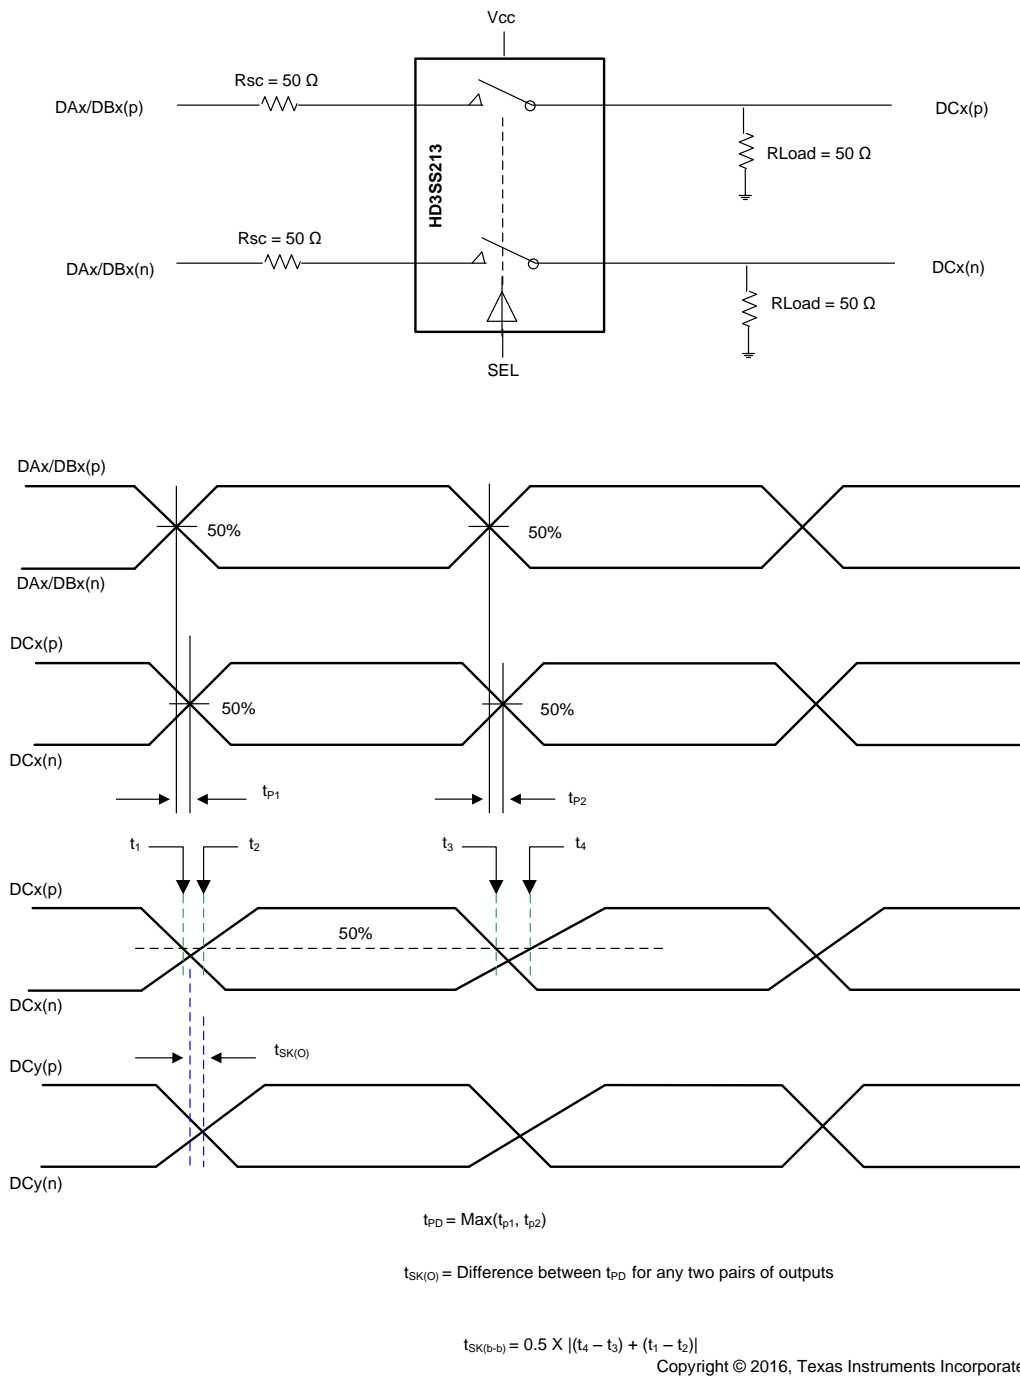 Vcc
Rsc = 50 Ω
DAx/DBx(p)
DCx(p)
RLoad = 50 Ω
HD3SS213
Rsc = 50 Ω
DAx/DBx(n)
DCx(n)
RLoad = 50 Ω
SEL
DAx/DBx(p)
50%
50%
DAx/DBx(n)
DCx(p)
50%
50%
DCx(n)
tP1
tP2
t1
t2
t3
t4
DCx(p)
50%
DCx(n)
tSK(O)
DCy(p)
DCy(n)
tPD = Max(tp1, tp2)
tSK(O) = Difference between tPD for any two pairs of outputs
tSK(b-b) = 0.5 X |(t4 – t3) + (t1 – t2)|
Copyright © 2016, Texas Instruments Incorporate